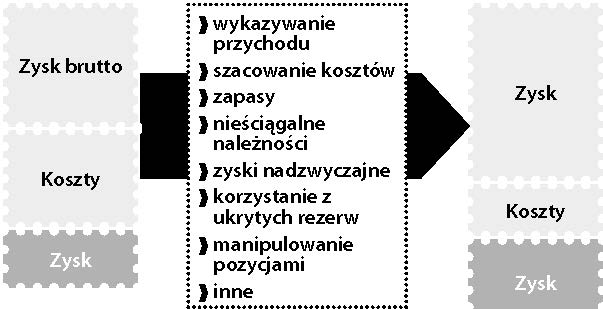 Zysk brutto
Koszty
Zysk
wykazywanie
przychodu
szacowanie kosztów
zapasy
nieściągalne
należności
zyski nadzwyczajne
korzystanie z
ukrytych rezerw
manipulowanie
pozycjami
inne
Zysk
Koszty
Zysk